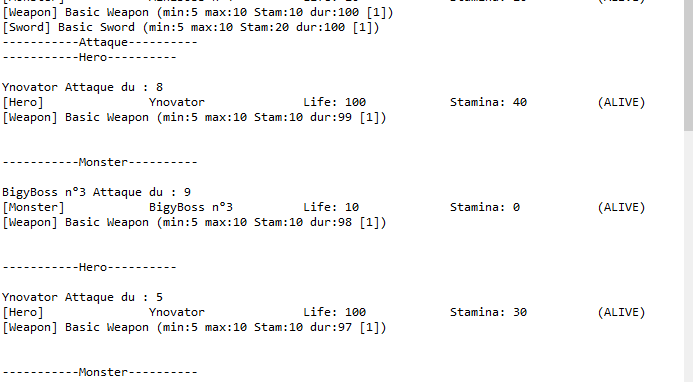 [Weapon] Basic Weapon (min:5 max:10 Stam:10 dur:100 [1])
[Sword] Basic Sword (min:5 max:10 Stam:20 dur:100 [1])
-----------Attaque----------
-----------Hero----------
Ynovator Attaque du : 8
[Hero] Ynovator Life: 100 Stamina: 40 (ALIVE)
[Weapon] Basic Weapon (min:5 max:10 Stam:10 dur:99 [1])
-----------Monster----------
BigyBoss n°3 Attaque du : 9
[Monster] BigyBoss n°3 Life: 10 Stamina: 0 (ALIVE)
[Weapon] Basic Weapon (min:5 max:10 Stam:10 dur:98 [1])
-----------Hero----------
Ynovator Attaque du : 5
[Hero] Ynovator Life: 100 Stamina: 30 (ALIVE)
[Weapon] Basic Weapon (min:5 max:10 Stam:10 dur:97 [1])
-----------Monster----------